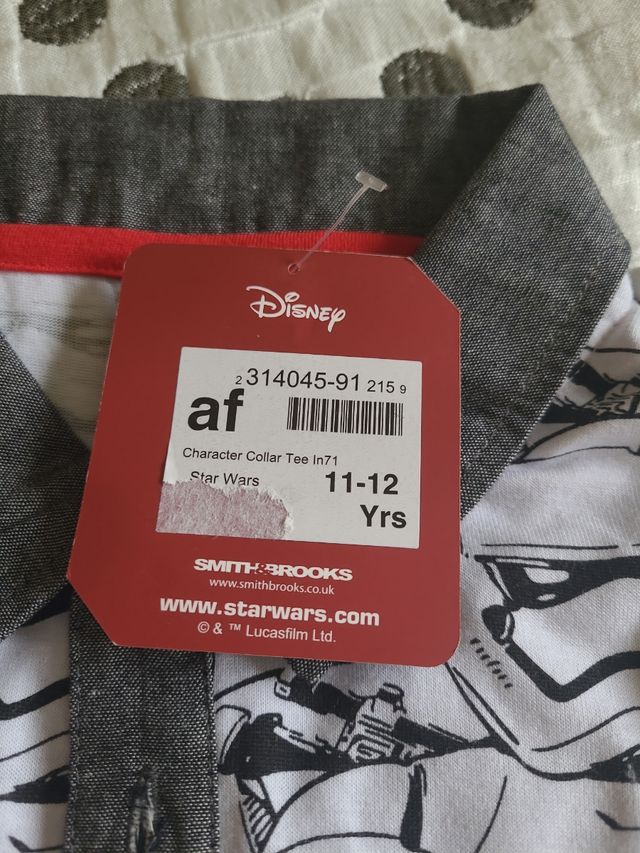 Disney
2 314045-91 215 9
af
Character Collar Tee In71
Star Wars
11-12
Yrs
SMITH&BROOKS
www.smithbrooks.co.uk
www.starwars.com
© & ™ Lucasfilm Ltd.